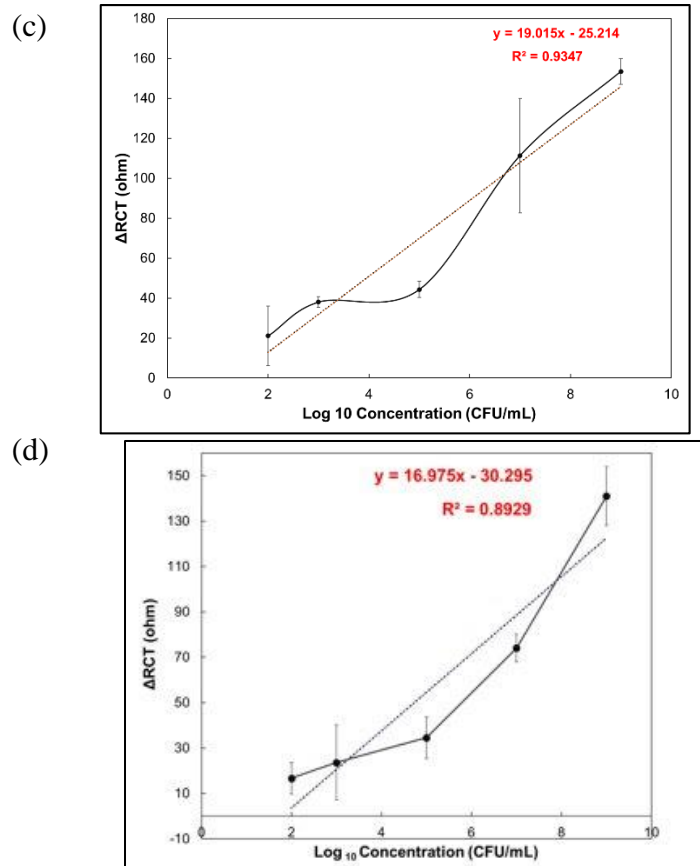 (c)
180
y = 19.015x - 25.214
160
R² = 0.9347
140
120
100
80
60
40
20
0
ΔRCT (ohm)
0 2 4 6 8 10
Log 10 Concentration (CFU/mL)
(d)
150
y = 16.975x - 30.295
130
R² = 0.8929
110
90
70
50
30
10
-10
ΔRCT (ohm)
0 2 4 6 8 10
Log 10 Concentration (CFU/mL)